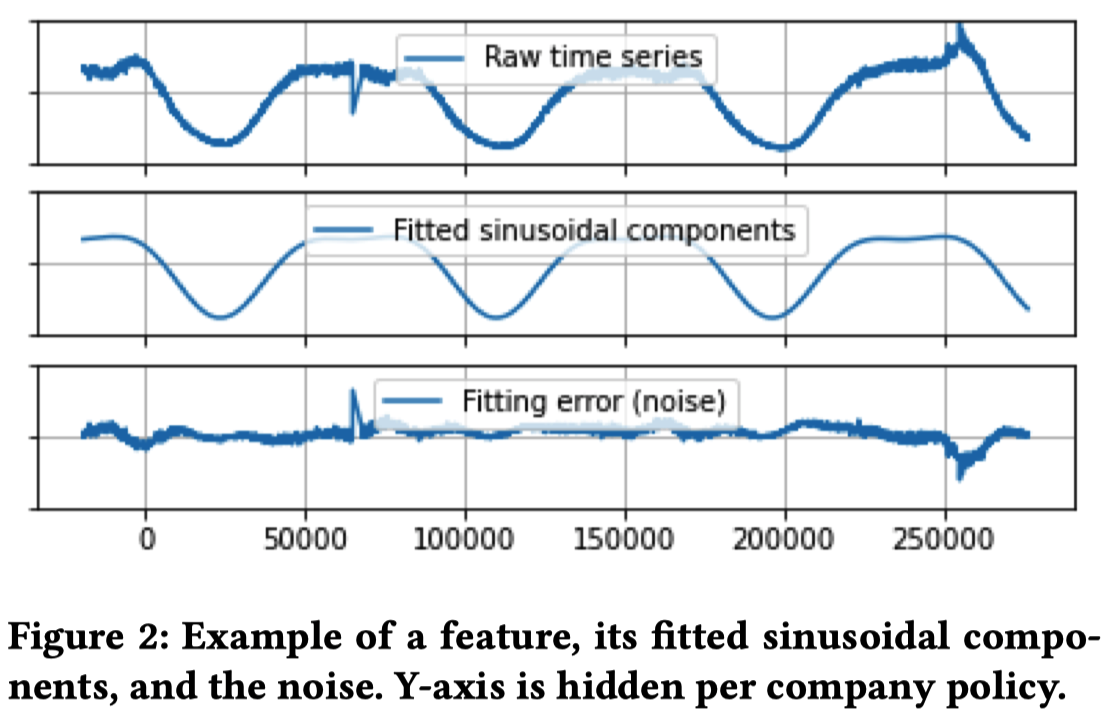 Raw time series
Fitted sinusoidal components
Fitting error (noise)
0 50000 100000 150000 200000 250000
Figure 2: Example of a feature, its fitted sinusoidal compo-
nents, and the noise. Y-axis is hidden per company policy.